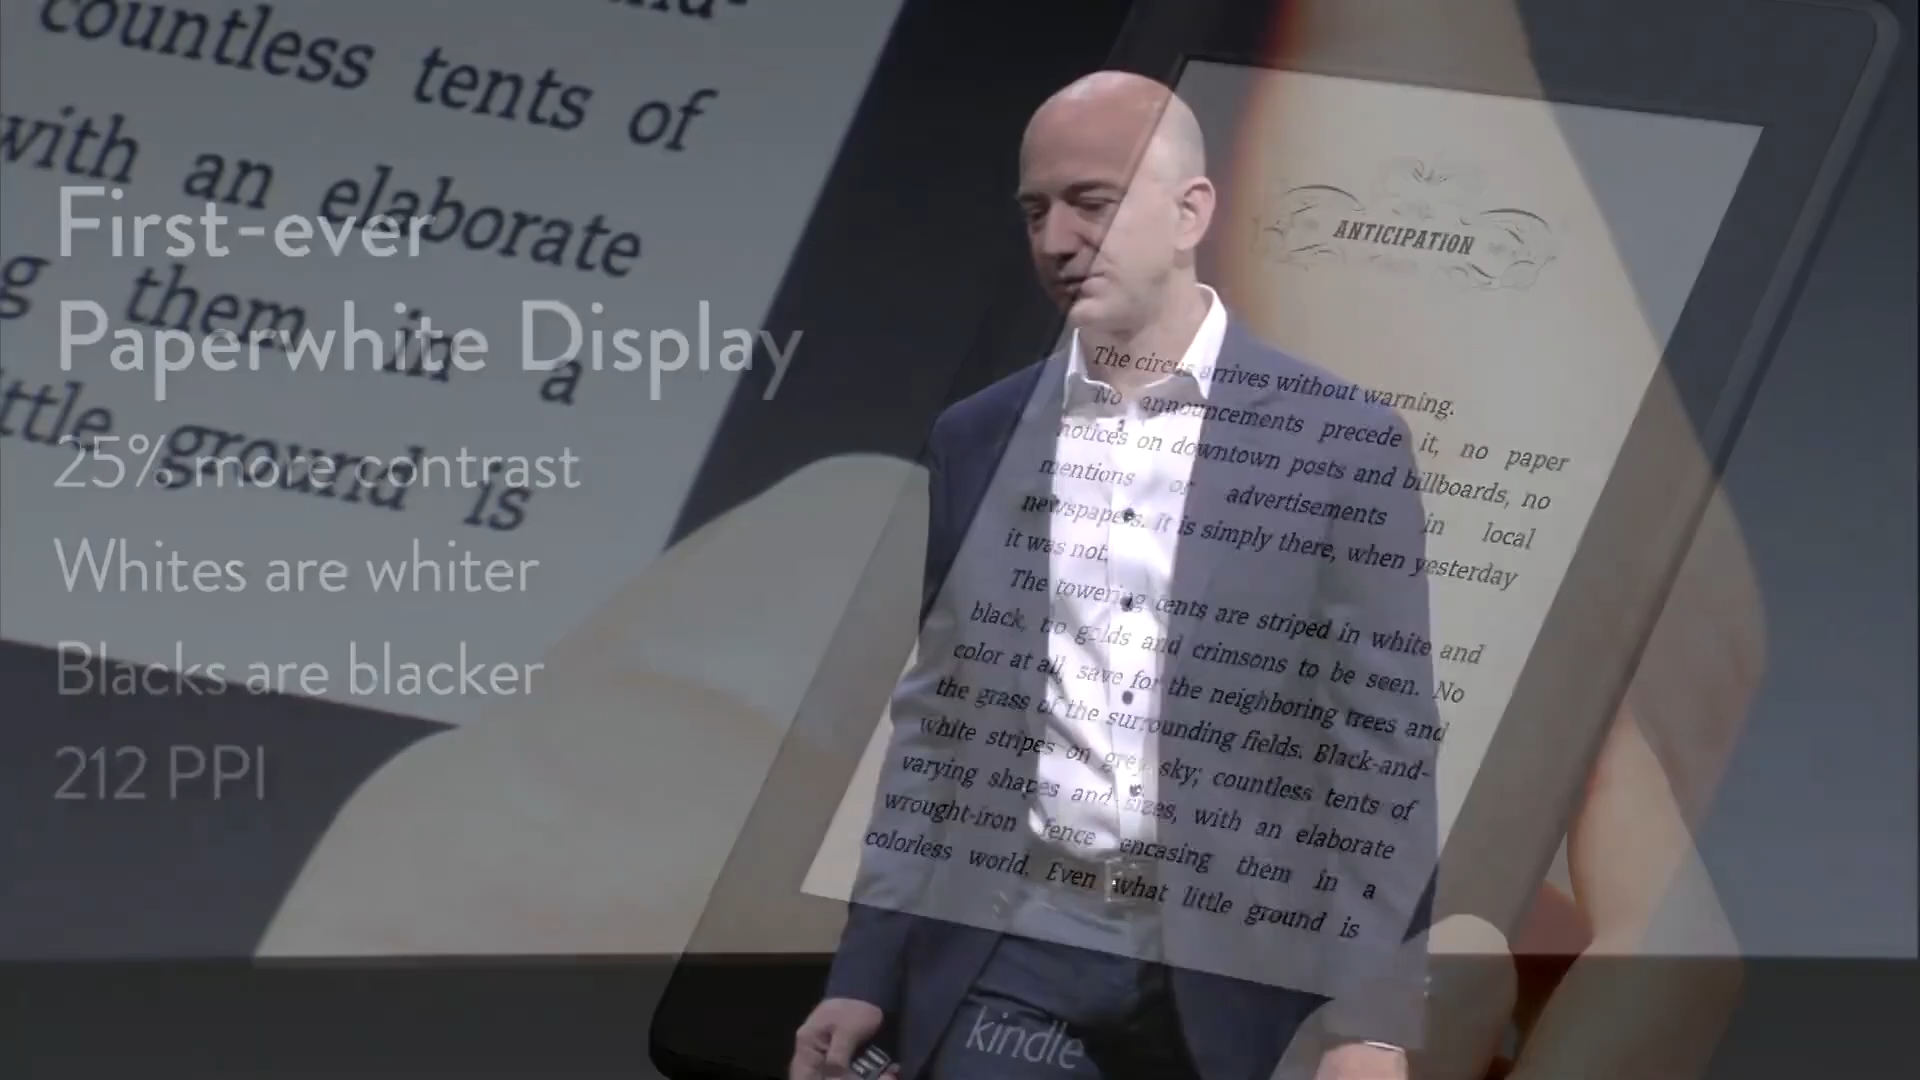 countless tents of
with an elaborate
g them in a
ttle ground is
First-ever
Paperwhite Display
25% more contrast
Whites are whiter
Blacks are blacker
212 PPI
ANTICIPATION
The circus arrives without warning.
No announcements precede it, no paper
notices on downtown posts and billboards, no
mentions or advertisements in local
newspapers. It is simply there, when yesterday
it was not.
The towering tents are striped in white and
black, no golds and crimsons to be seen. No
color at all, save for the neighboring trees and
the grass of the surrounding fields. Black-and-
white stripes on grey sky; countless tents of
varying shapes and sizes, with an elaborate
wrought-iron fence encasing them in a
colorless world. Even what little ground is
kindle